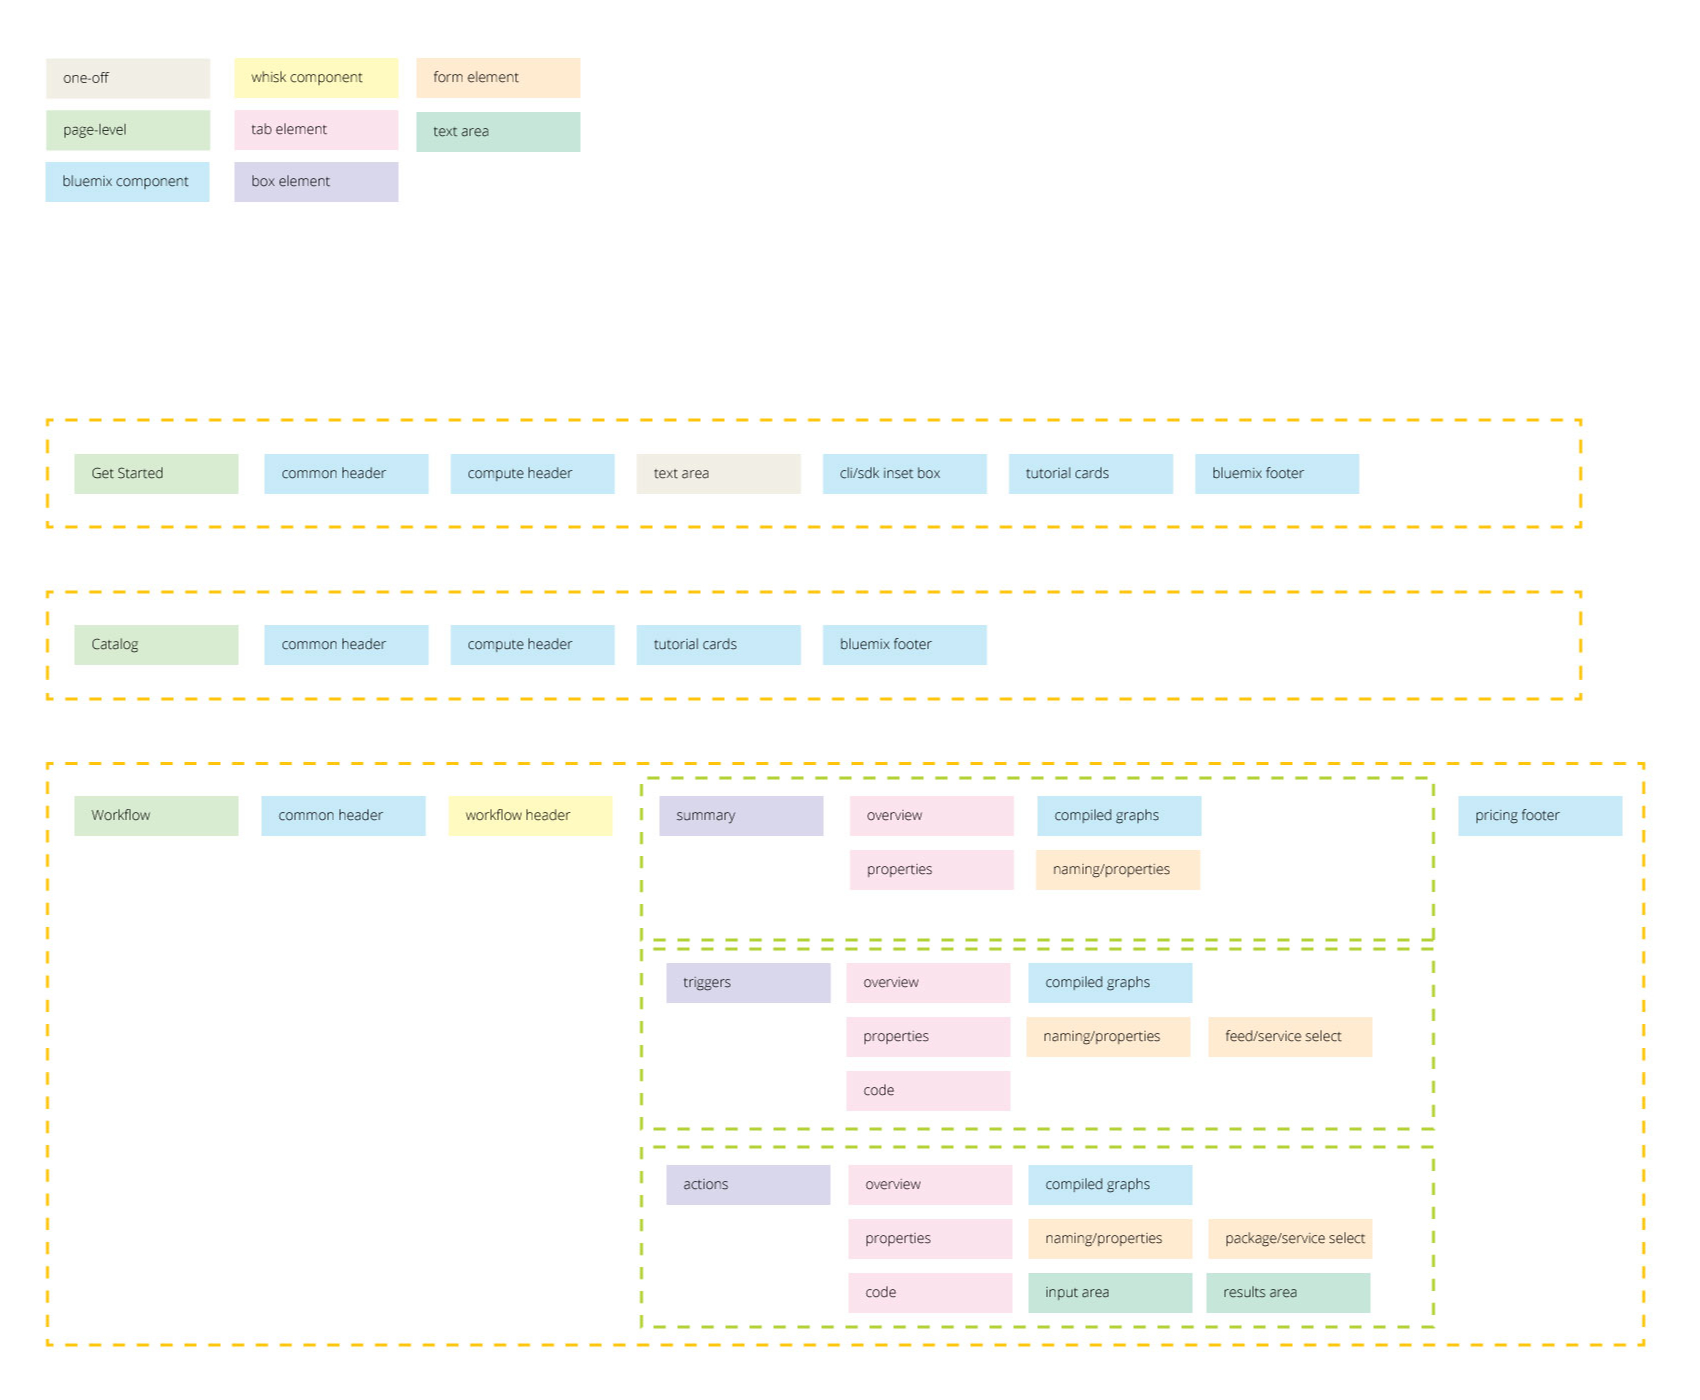 one-off
whisk component
form element
page-level
tab element
text area
bluemix component
box element
Get Started
common header
compute header
text area
cli/sdk inset box
tutorial cards
bluemix footer
Catalog
common header
compute header
tutorial cards
bluemix footer
Workflow
common header
workflow header
summary
overview
compiled graphs
pricing footer
properties
naming/properties
triggers
overview
compiled graphs
properties
naming/properties
feed/service select
code
actions
overview
compiled graphs
properties
naming/properties
package/service select
code
input area
results area